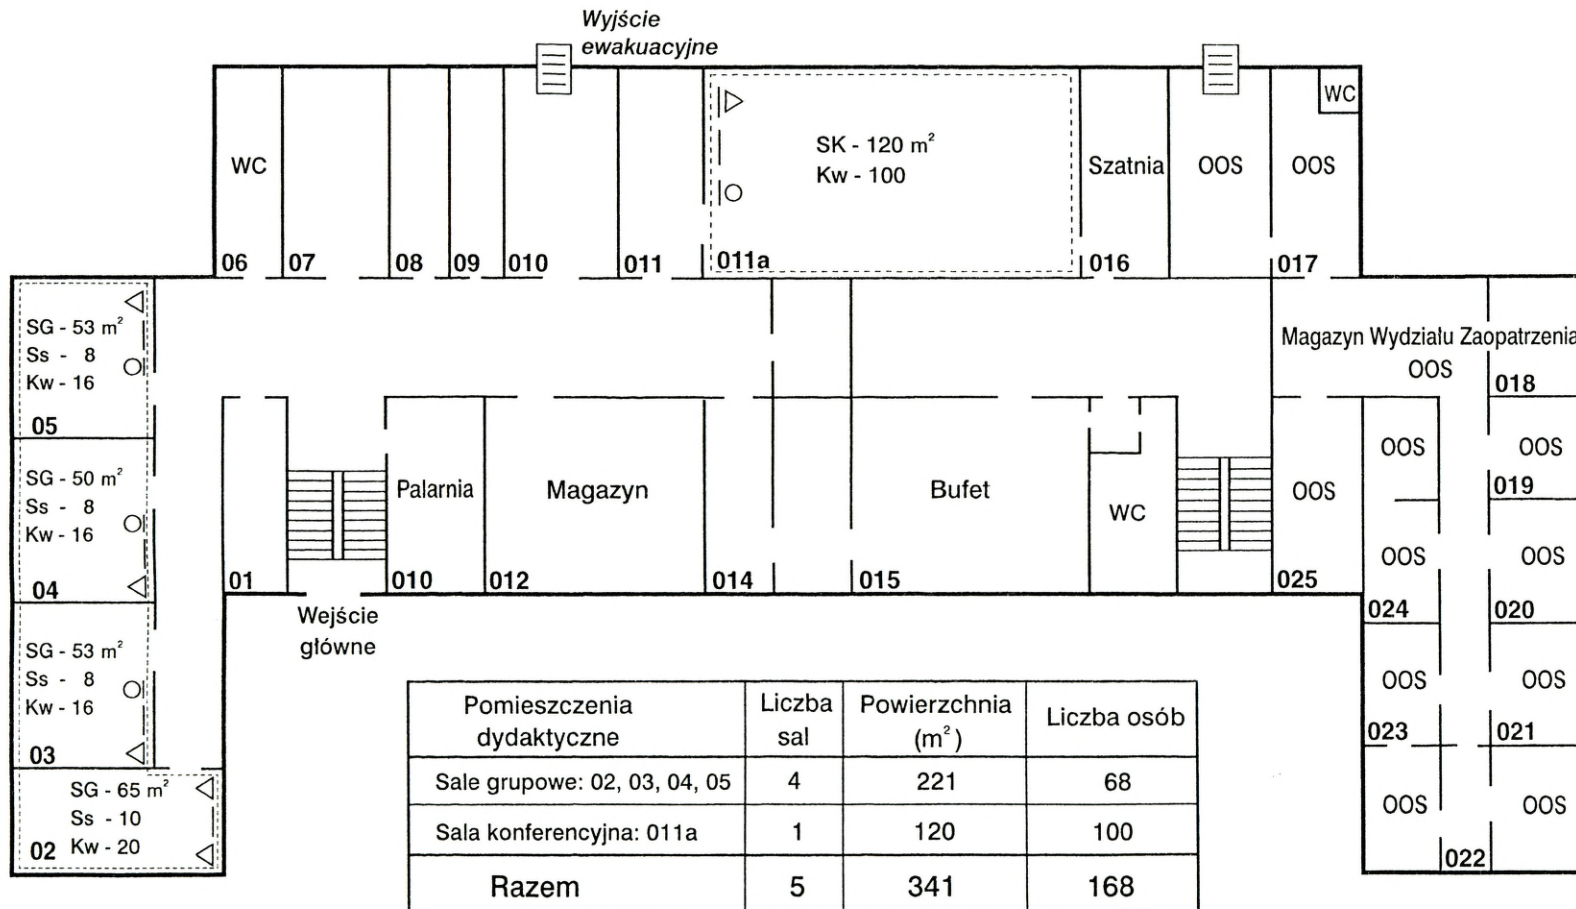 Wyjście
ewakuacyjne
WC
06
07
08
09
010
011
SK - 120 m²
Kw - 100
011a
Szatnia
016
OOS
OOS
WC
017
SG - 53 m²
Ss - 8
Kw - 16
05
SG - 50 m²
Ss - 8
Kw - 16
04
SG - 53 m²
Ss - 8
Kw - 16
03
SG - 65 m²
Ss - 10
Kw - 20
02
01
Wejście
główne
Palarnia
010
Magazyn
012
014
Bufet
015
WC
OOS
025
Magazyn Wydziału Zaopatrzenia
OOS
018
OOS
OOS
019
OOS
OOS
024
020
OOS
OOS
023
021
OOS
OOS
022
Pomieszczenia
dydaktyczne
Liczba
sal
Powierzchnia
(m²)
Liczba osób
Sale grupowe: 02, 03, 04, 05 4 221 68
Sala konferencyjna: 011a 1 120 100
Razem 5 341 168